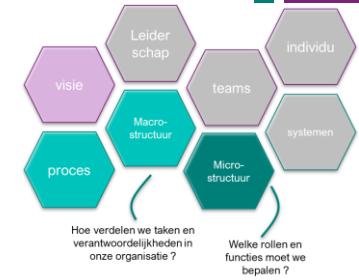 Leider
schap
individu
visie
teams
Macro-
structuur
systemen
proces
Micro-
structuur
Hoe verdelen we taken en
verantwoordelijkheden in
onze organisatie ?
Welke rollen en
functies moet we
bepalen ?